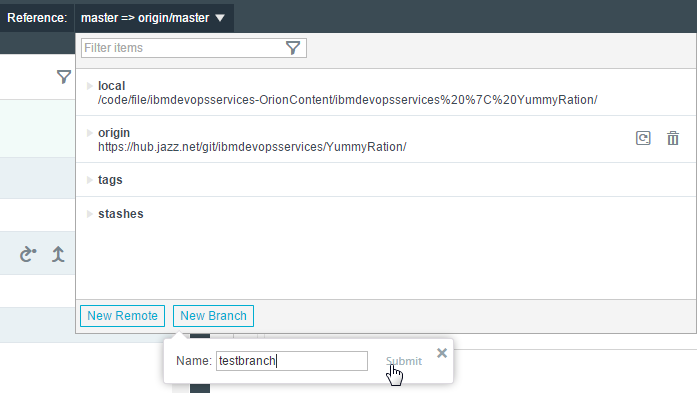 Reference: master => origin/master
Filter items
local
/code/file/ibmdevopsservices-OrionContent/ibmdevopsservices%20%7C%20YummyRation/
origin
https://hub.jazz.net/git/ibmdevopsservices/YummyRation/
tags
stashes
New Remote New Branch
Name: testbranch Submit